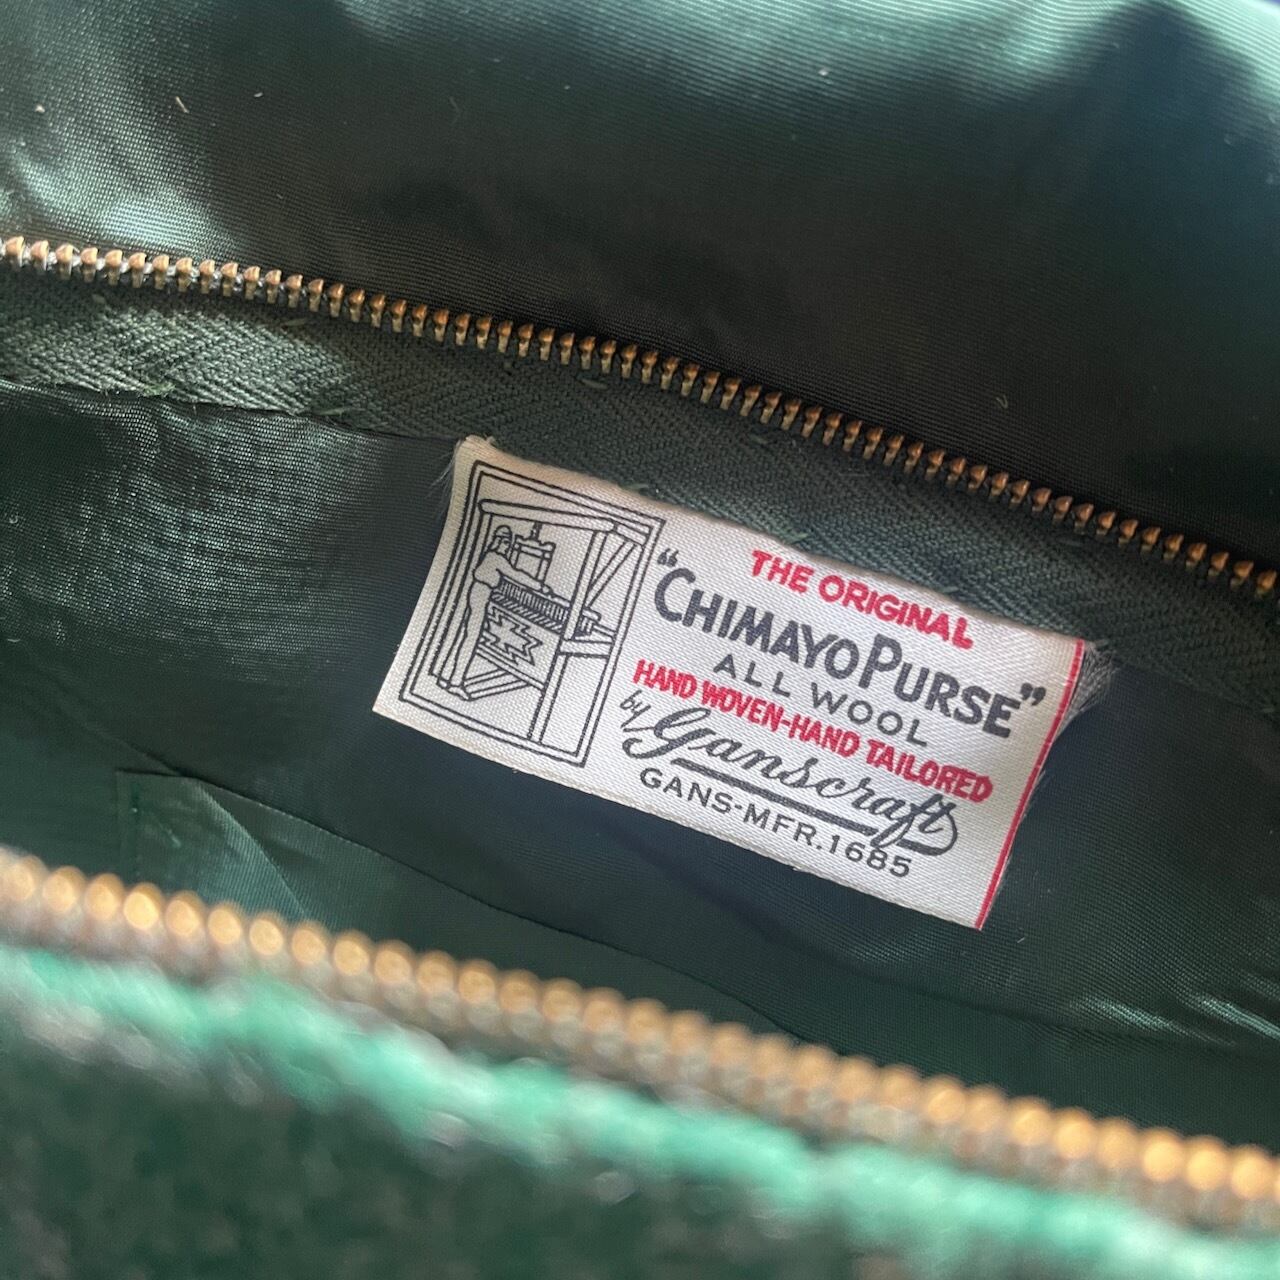 THE ORIGINAL
"CHIMAYO PURSE"
ALL WOOL
HAND WOVEN-HAND TAILORED
by Ganscraft
GANS-MFR.1685